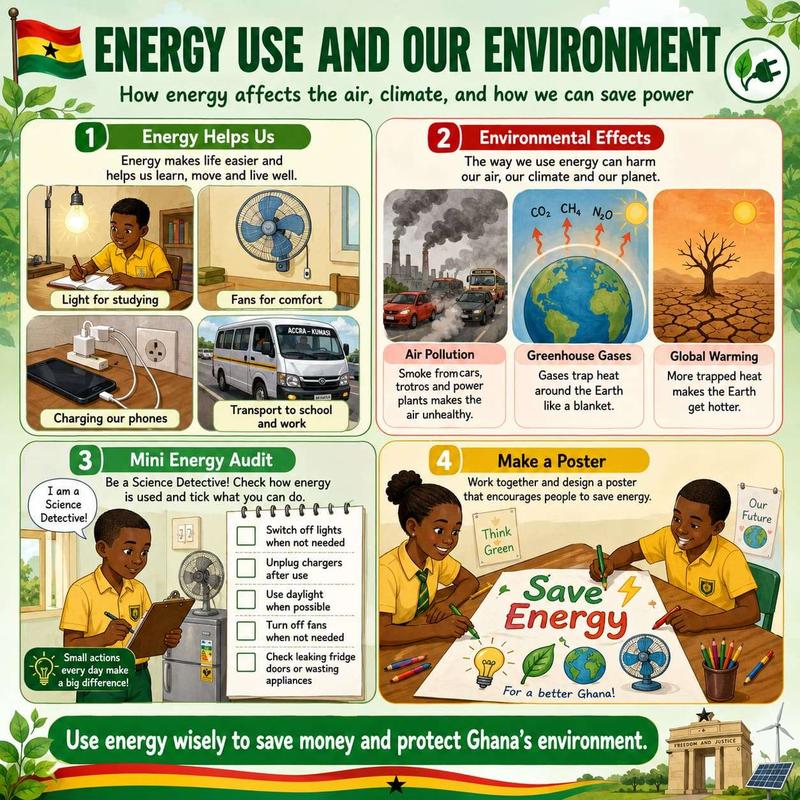 ENERGY USE AND OUR ENVIRONMENT
How energy affects the air, climate, and how we can save power
1 Energy Helps Us
Energy makes life easier and
helps us learn, move and live well.
Light for studying
Fans for comfort
Charging our phones
ACCRA - KUMASI
Transport to school
and work
2 Environmental Effects
The way we use energy can harm
our air, our climate and our planet.
CO₂ CH₄ N₂O
Air Pollution
Smoke from cars,
trotros and power
plants makes the
air unhealthy.
Greenhouse Gases
Gases trap heat
around the Earth
like a blanket.
Global Warming
More trapped heat
makes the Earth
get hotter.
3 Mini Energy Audit
Be a Science Detective! Check how energy
is used and tick what you can do.
I am a
Science
Detective!
Switch off lights
when not needed
Unplug chargers
after use
Use daylight
when possible
Turn off fans
when not needed
Check leaking fridge
doors or wasting
appliances
Small actions
every day make
a big difference!
4 Make a Poster
Work together and design a poster
that encourages people to save energy.
Think
Green
Our
Future
Save
Energy
For a better Ghana!
Use energy wisely to save money and protect Ghana's environment.
FREEDOM AND JUSTICE